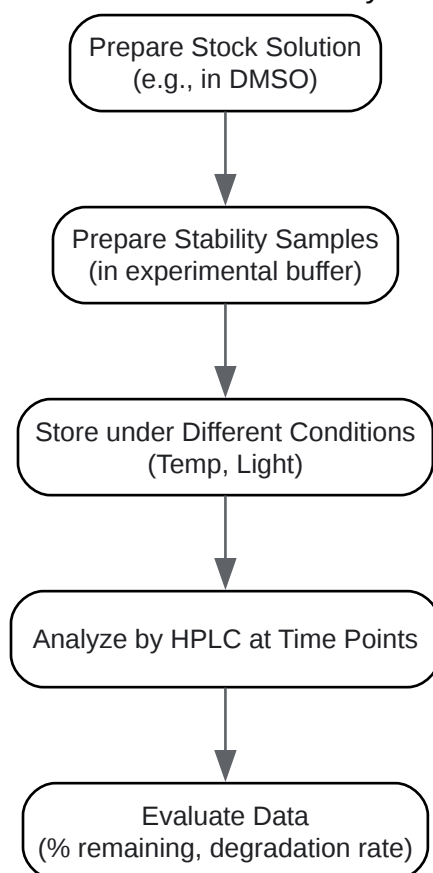 Prepare Stock Solution
(e.g., in DMSO)
Prepare Stability Samples
(in experimental buffer)
Store under Different Conditions
(Temp, Light)
Analyze by HPLC at Time Points
Evaluate Data
(% remaining, degradation rate)